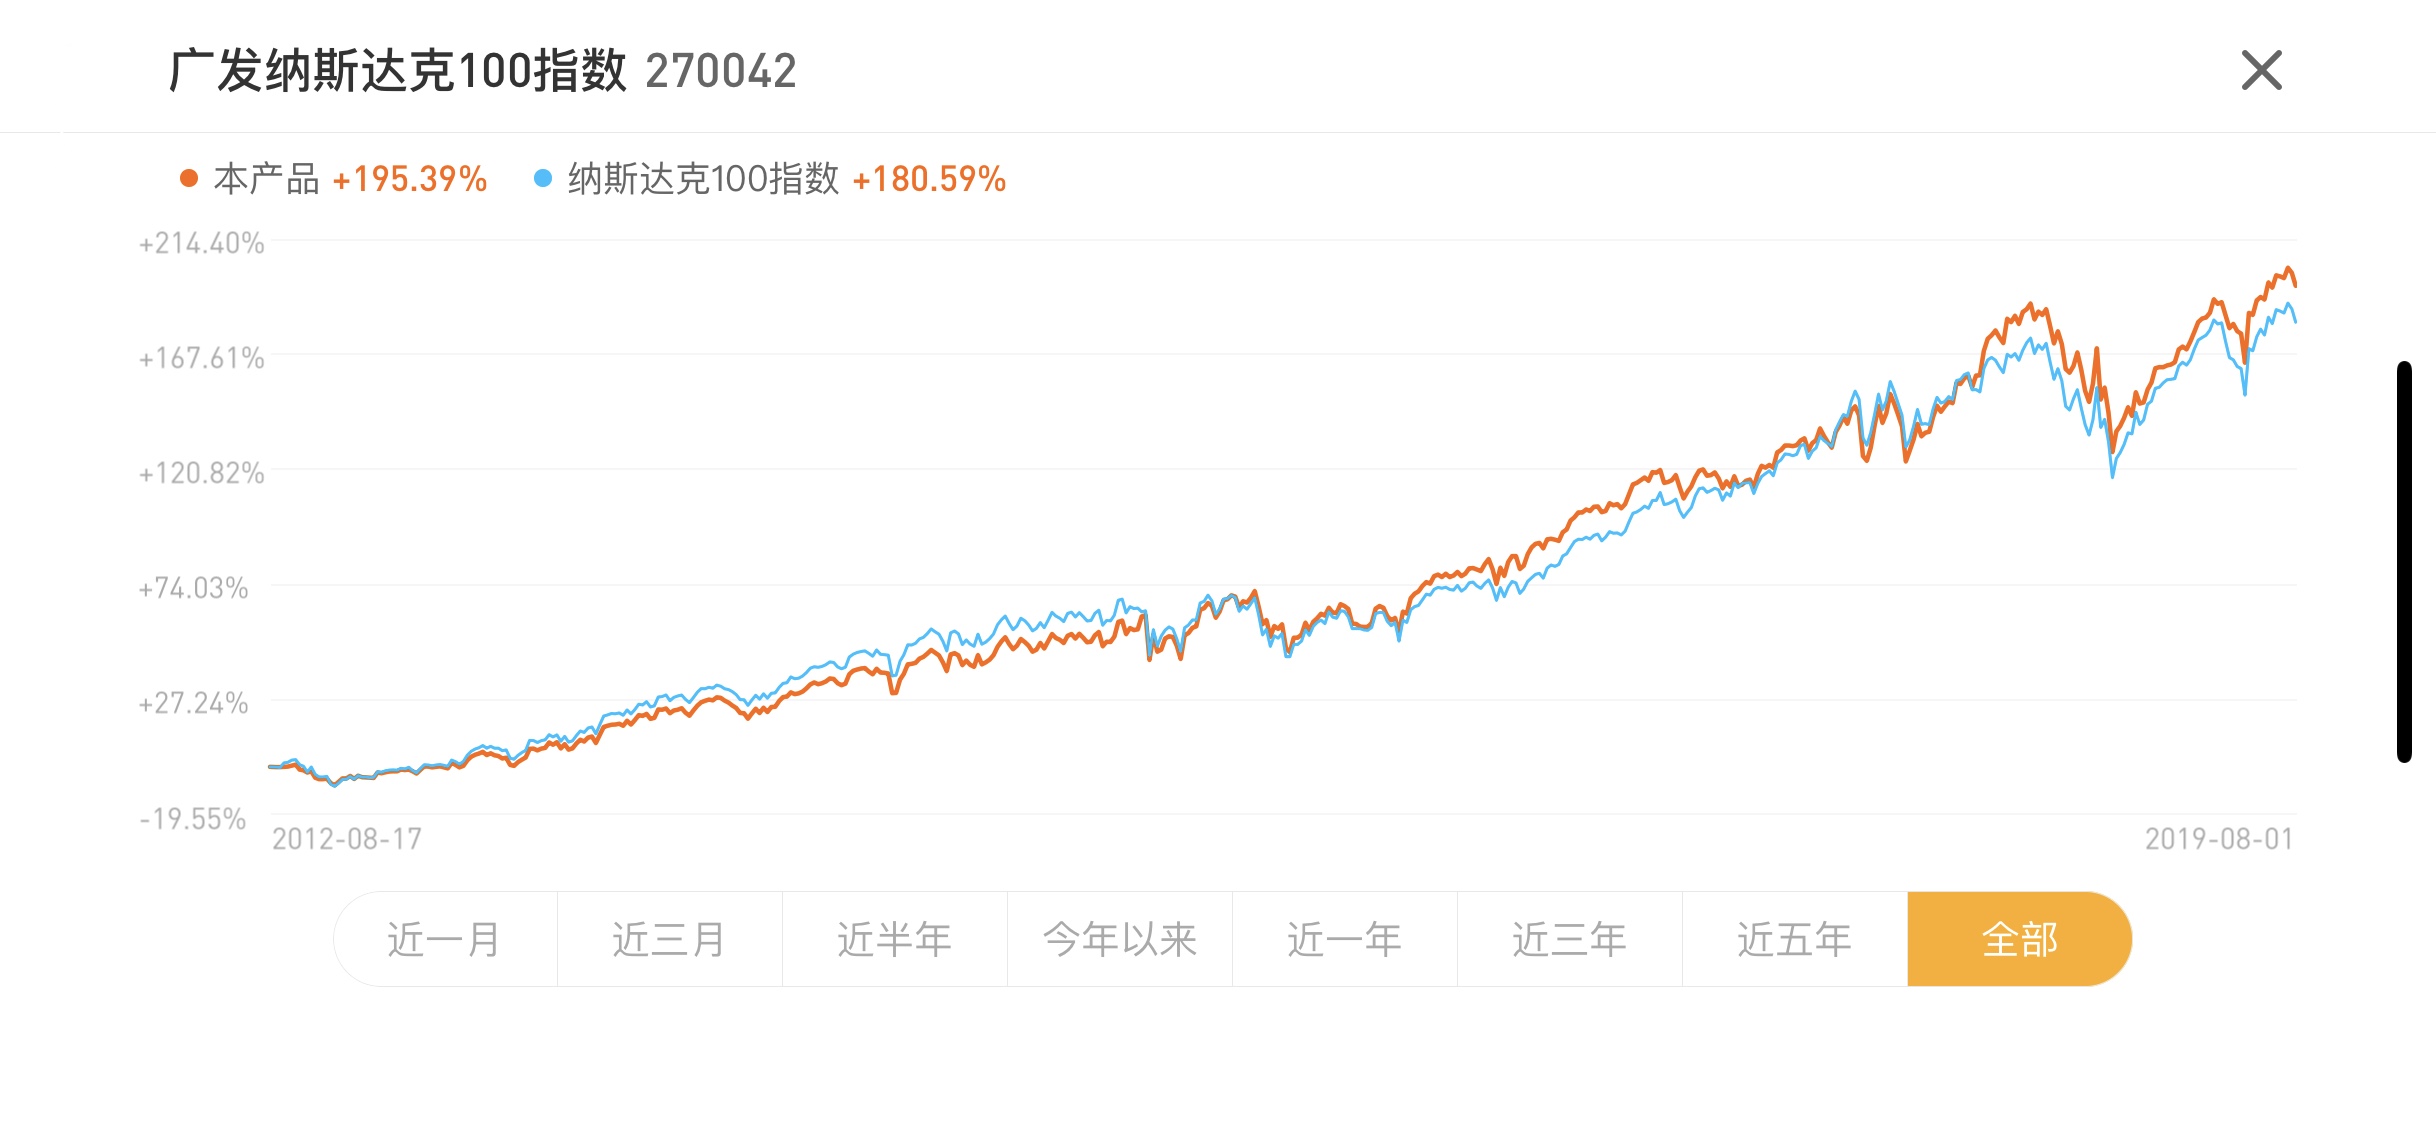 广发纳斯达克100指数 270042
本产品 +195.39% 纳斯达克100指数 +180.59%
+214.40%
+167.61%
+120.82%
+74.03%
+27.24%
-19.55%
2012-08-17 2019-08-01
近一月 近三月 近半年 今年以来 近一年 近三年 近五年 全部